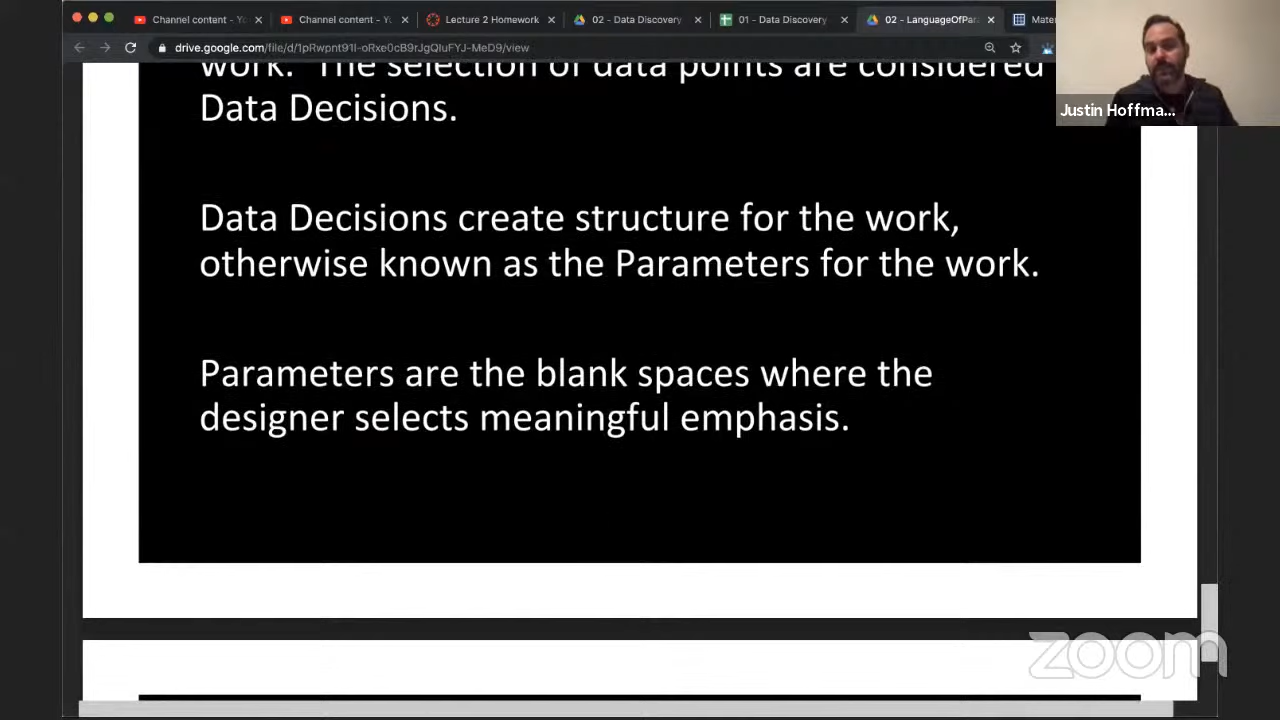 Channel content - Yo
Channel content - Yo
Lecture 2 Homework
02 - Data Discovery
01 - Data Discovery
02 - LanguageOfPar
Mater
drive.google.com/file/d/1pRwpnt91I-oRxe0cB9rJgQIuFYJ-MeD9/view
Justin Hoffma...
work. The selection of data points are considered
Data Decisions.
Data Decisions create structure for the work,
otherwise known as the Parameters for the work.
Parameters are the blank spaces where the
designer selects meaningful emphasis.
zoom